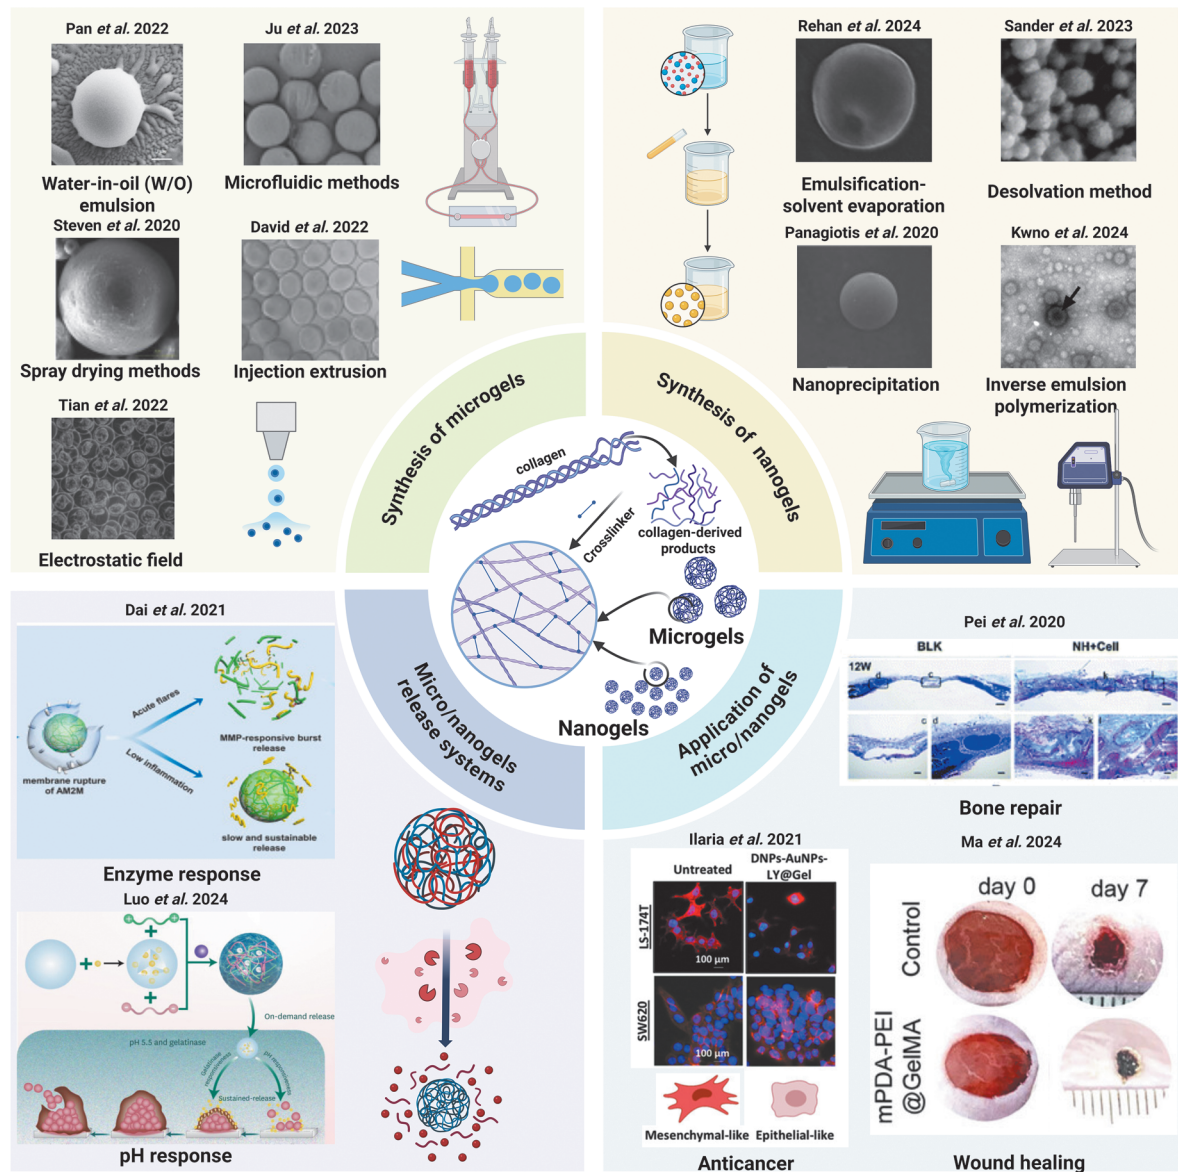 Pan et al. 2022
Ju et al. 2023
Water-in-oil (W/O)
emulsion
Microfluidic methods
Steven et al. 2020
David et al. 2022
Spray drying methods
Injection extrusion
Tian et al. 2022
Electrostatic field
Rehan et al. 2024
Sander et al. 2023
Emulsification-
solvent evaporation
Desolvation method
Panagiotis et al. 2020
Kwno et al. 2024
Nanoprecipitation
Inverse emulsion
polymerization
Synthesis of microgels
Synthesis of nanogels
collagen
Crosslinker
collagen-derived
products
Microgels
Nanogels
Micro/nanogels
release systems
Application of
micro/nanogels
Dai et al. 2021
Acute flares
MMP-responsive burst
release
Low inflammation
membrane rupture
of AM2M
slow and sustainable
release
Enzyme response
Luo et al. 2024
On-demand release
pH 5.5 and gelatinase
Gelatinase
responsiveness
pH responsiveness
Sustained-release
pH response
Pei et al. 2020
BLK
NH+Cell
12W
d
c
k
c
d
k
Bone repair
Ilaria et al. 2021
Untreated
DNPs-AuNPs-
LY@Gel
LS-174T
100 μm
SW620
100 μm
Mesenchymal-like
Epithelial-like
Anticancer
Ma et al. 2024
day 0
day 7
Control
mPDA-PEI
@GelMA
Wound healing